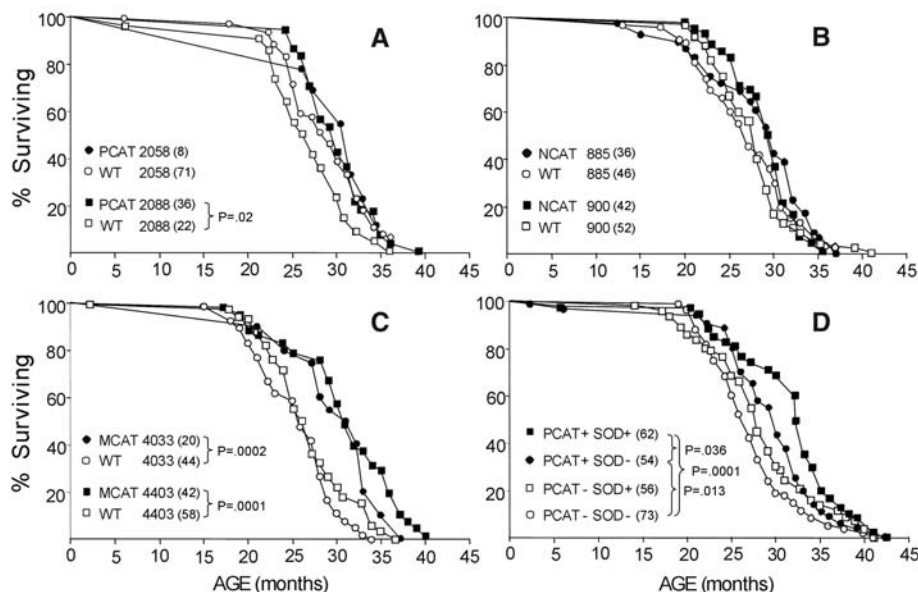 A
100
80
60
40
20
% Surviving
PCAT 2058 (8)
WT 2058 (71)
PCAT 2088 (36)
WT 2088 (22)
P=.02
0 5 10 15 20 25 30 35 40 45
B
100
80
60
40
20
NCAT 885 (36)
WT 885 (46)
NCAT 900 (42)
WT 900 (52)
0 5 10 15 20 25 30 35 40 45
C
100
80
60
40
20
% Surviving
MCAT 4033 (20)
WT 4033 (44)
P=.0002
MCAT 4403 (42)
WT 4403 (58)
P=.0001
0 5 10 15 20 25 30 35 40 45
AGE (months)
D
100
80
60
40
20
PCAT+ SOD+ (62)
PCAT+ SOD- (54)
PCAT- SOD+ (56)
PCAT- SOD- (73)
P=.036
P=.0001
P=.013
0 5 10 15 20 25 30 35 40 45
AGE (months)